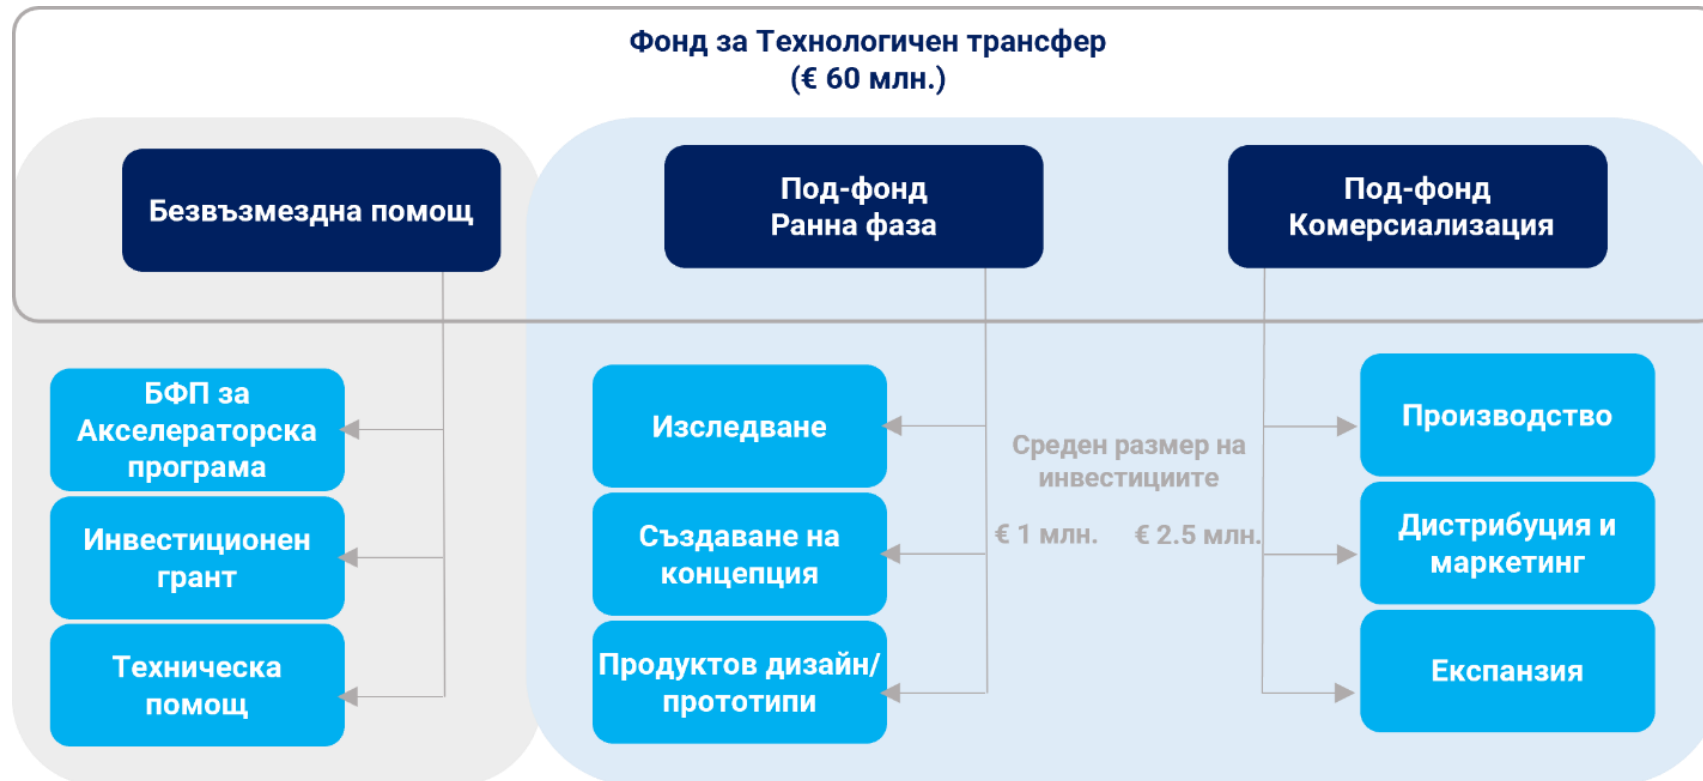 Фонд за Технологичен трансфер
(€ 60 млн.)
Безвъзмездна помощ
Под-фонд
Ранна фаза
Под-фонд
Комерсиализация
БФП за
Акселераторска
програма
Инвестиционен
грант
Техническа
помощ
Изследване
Създаване на
концепция
Продуктов дизайн/
прототипи
Среден размер на
инвестициите
€ 1 млн.
€ 2.5 млн.
Производство
Дистрибуция и
маркетинг
Експанзия